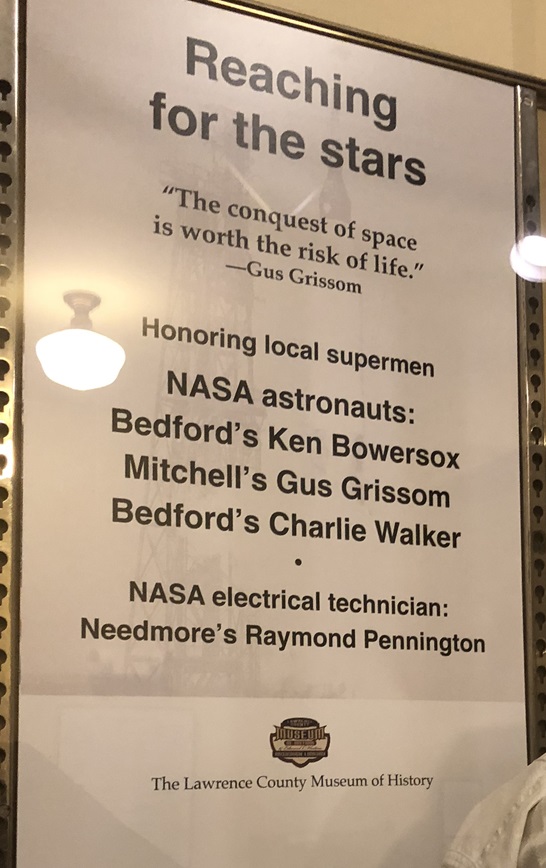 Reaching
for the stars
“The conquest of space
is worth the risk of life.”
—Gus Grissom
Honoring local supermen
NASA astronauts:
Bedford’s Ken Bowersox
Mitchell’s Gus Grissom
Bedford’s Charlie Walker
•
NASA electrical technician:
Needmore’s Raymond Pennington
MUSEUM
The Lawrence County Museum of History